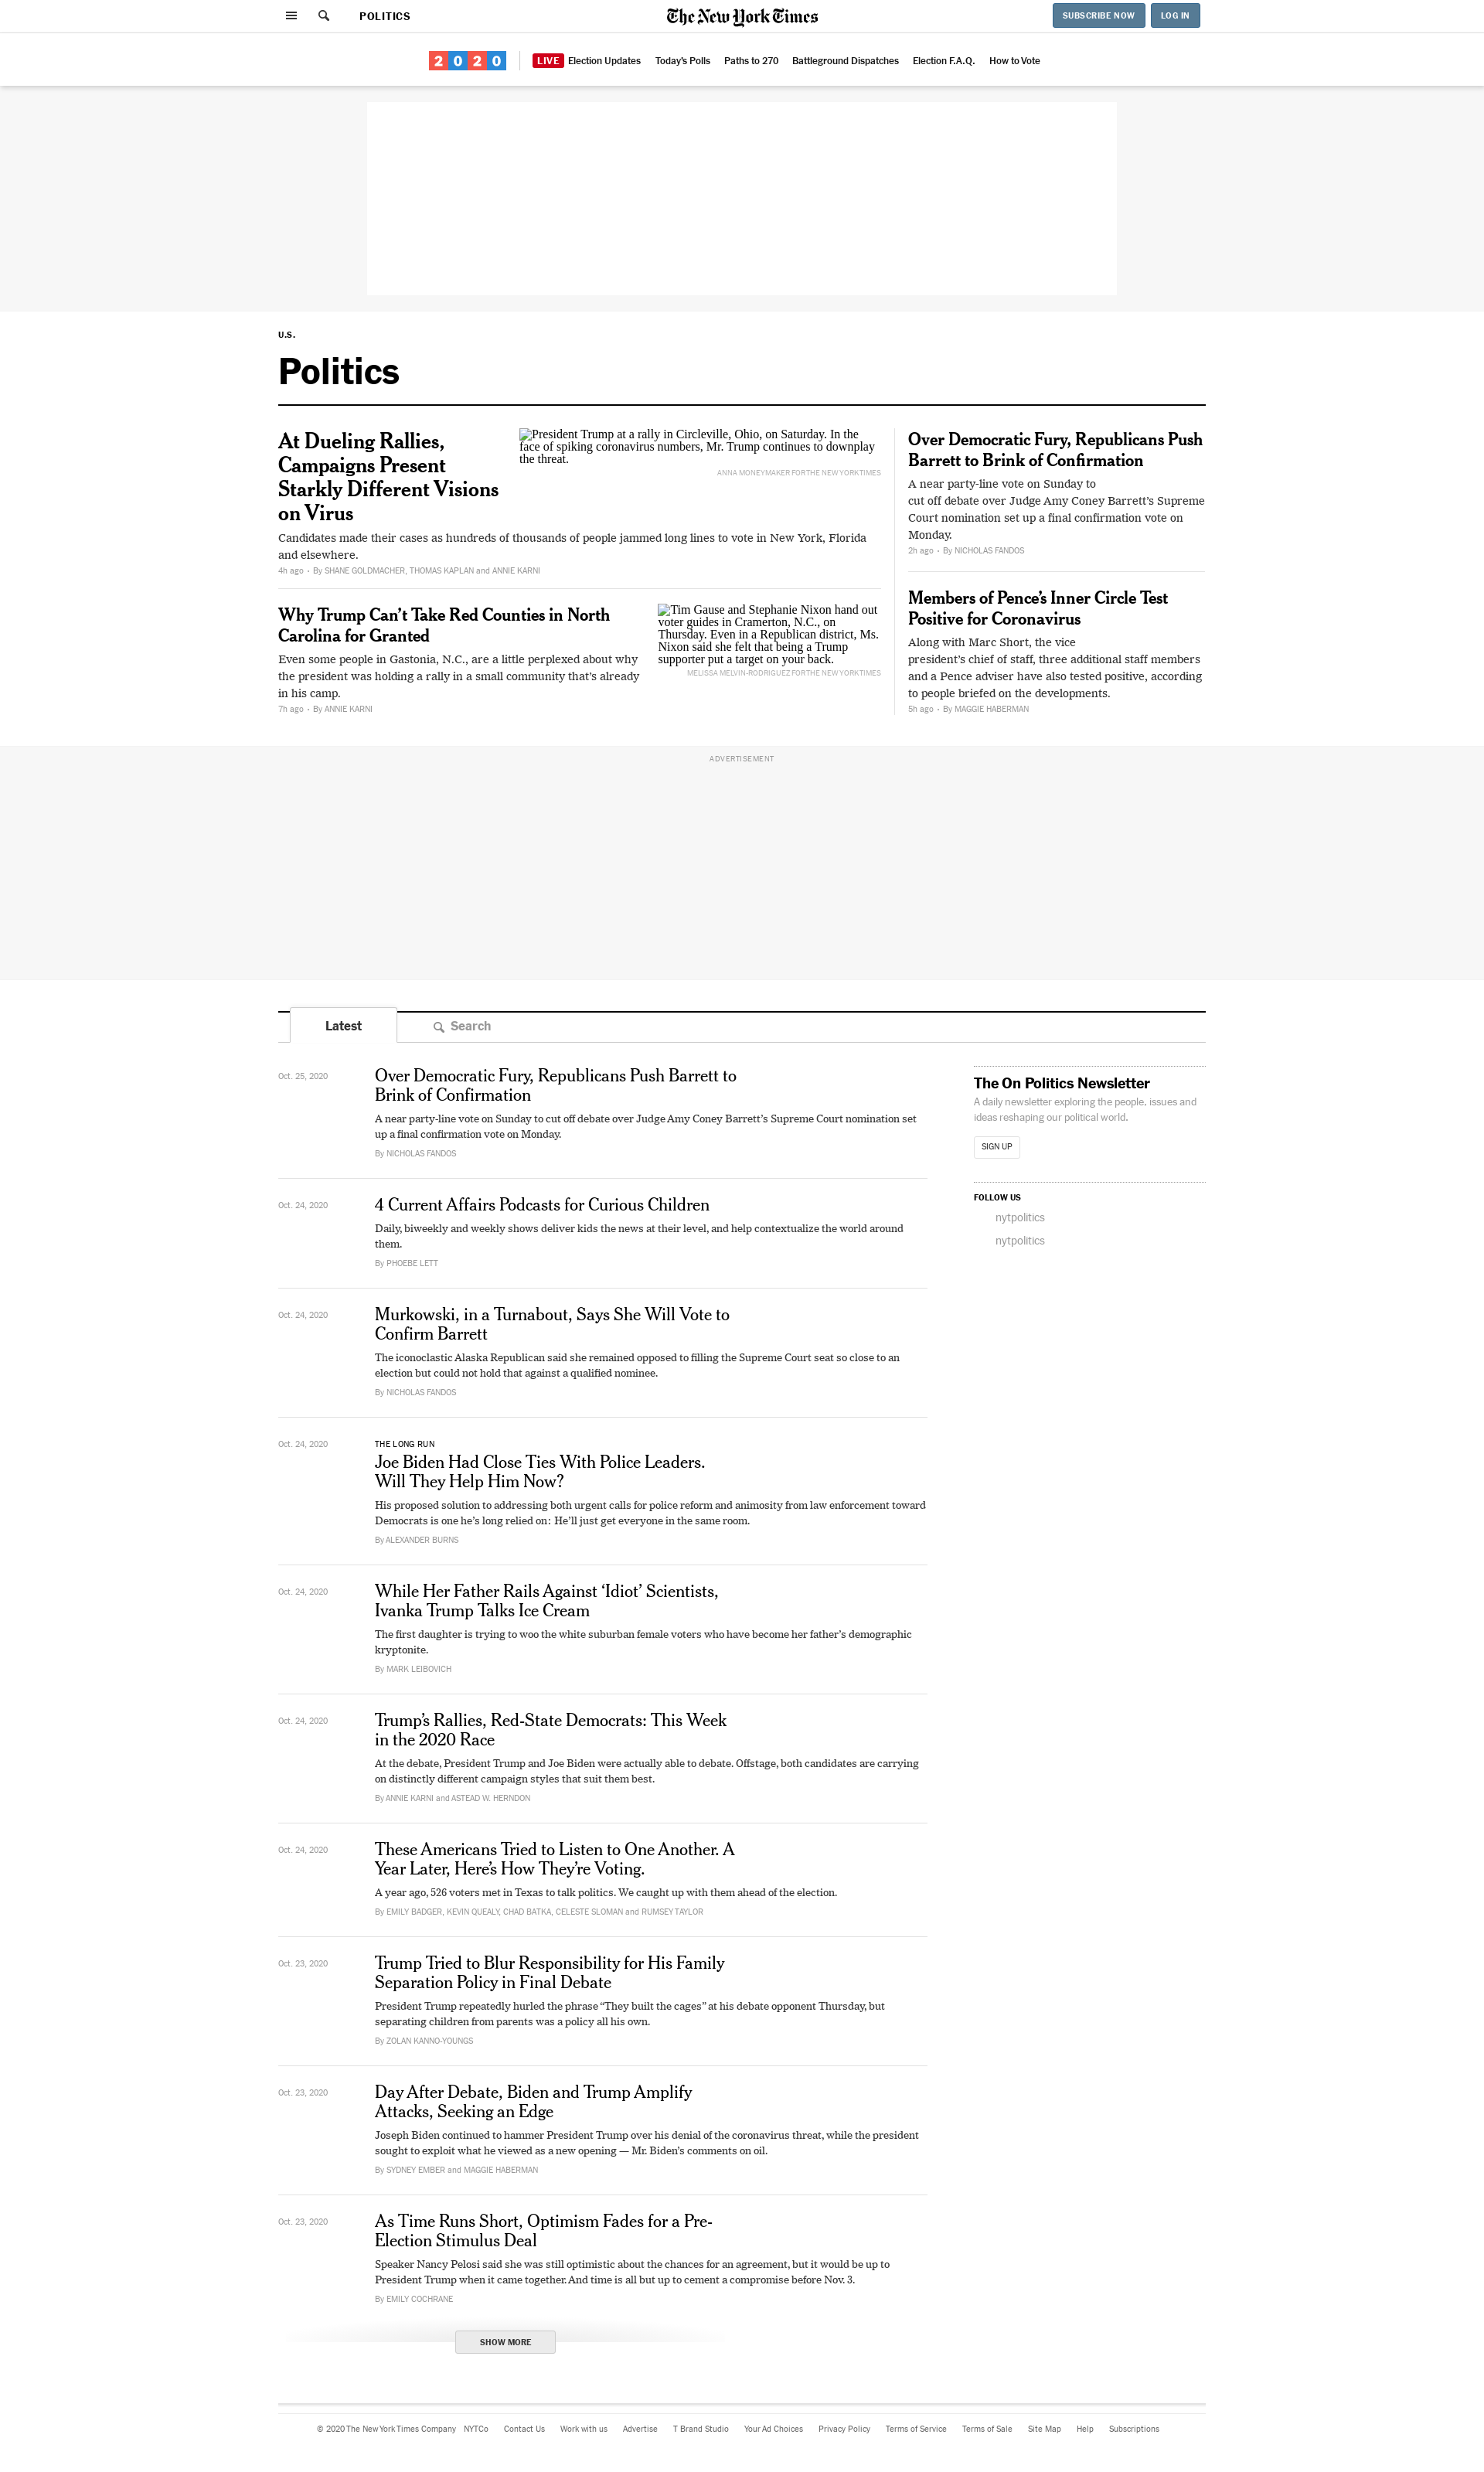 POLITICS
The New York Times
SUBSCRIBE NOW
LOG IN
2020
LIVE Election Updates
Today's Polls
Paths to 270
Battleground Dispatches
Election F.A.Q.
How to Vote
U.S.
Politics
At Dueling Rallies,
Campaigns Present
Starkly Different Visions
on Virus
President Trump at a rally in Circleville, Ohio, on Saturday. In the
face of spiking coronavirus numbers, Mr. Trump continues to downplay
the threat.
ANNA MONEYMAKER FOR THE NEW YORK TIMES
Candidates made their cases as hundreds of thousands of people jammed long lines to vote in New York, Florida
and elsewhere.
4h ago • By SHANE GOLDMACHER, THOMAS KAPLAN and ANNIE KARNI
Why Trump Can’t Take Red Counties in North
Carolina for Granted
Even some people in Gastonia, N.C., are a little perplexed about why
the president was holding a rally in a small community that’s already
in his camp.
7h ago • By ANNIE KARNI
Tim Gause and Stephanie Nixon hand out
voter guides in Cramerton, N.C., on
Thursday. Even in a Republican district, Ms.
Nixon said she felt that being a Trump
supporter put a target on your back.
MELISSA MELVIN-RODRIGUEZ FOR THE NEW YORK TIMES
Over Democratic Fury, Republicans Push
Barrett to Brink of Confirmation
A near party-line vote on Sunday to
cut off debate over Judge Amy Coney Barrett’s Supreme
Court nomination set up a final confirmation vote on
Monday.
2h ago • By NICHOLAS FANDOS
Members of Pence’s Inner Circle Test
Positive for Coronavirus
Along with Marc Short, the vice
president’s chief of staff, three additional staff members
and a Pence adviser have also tested positive, according
to people briefed on the developments.
5h ago • By MAGGIE HABERMAN
ADVERTISEMENT
Latest
Search
Oct. 25, 2020
Over Democratic Fury, Republicans Push Barrett to
Brink of Confirmation
A near party-line vote on Sunday to cut off debate over Judge Amy Coney Barrett’s Supreme Court nomination set
up a final confirmation vote on Monday.
By NICHOLAS FANDOS
Oct. 24, 2020
4 Current Affairs Podcasts for Curious Children
Daily, biweekly and weekly shows deliver kids the news at their level, and help contextualize the world around
them.
By PHOEBE LETT
Oct. 24, 2020
Murkowski, in a Turnabout, Says She Will Vote to
Confirm Barrett
The iconoclastic Alaska Republican said she remained opposed to filling the Supreme Court seat so close to an
election but could not hold that against a qualified nominee.
By NICHOLAS FANDOS
Oct. 24, 2020
THE LONG RUN
Joe Biden Had Close Ties With Police Leaders.
Will They Help Him Now?
His proposed solution to addressing both urgent calls for police reform and animosity from law enforcement toward
Democrats is one he’s long relied on: He’ll just get everyone in the same room.
By ALEXANDER BURNS
Oct. 24, 2020
While Her Father Rails Against ‘Idiot’ Scientists,
Ivanka Trump Talks Ice Cream
The first daughter is trying to woo the white suburban female voters who have become her father’s demographic
kryptonite.
By MARK LEIBOVICH
Oct. 24, 2020
Trump’s Rallies, Red-State Democrats: This Week
in the 2020 Race
At the debate, President Trump and Joe Biden were actually able to debate. Offstage, both candidates are carrying
on distinctly different campaign styles that suit them best.
By ANNIE KARNI and ASTEAD W. HERNDON
Oct. 24, 2020
These Americans Tried to Listen to One Another. A
Year Later, Here’s How They’re Voting.
A year ago, 526 voters met in Texas to talk politics. We caught up with them ahead of the election.
By EMILY BADGER, KEVIN QUEALY, CHAD BATKA, CELESTE SLOMAN and RUMSEY TAYLOR
Oct. 23, 2020
Trump Tried to Blur Responsibility for His Family
Separation Policy in Final Debate
President Trump repeatedly hurled the phrase “They built the cages” at his debate opponent Thursday, but
separating children from parents was a policy all his own.
By ZOLAN KANNO-YOUNGS
Oct. 23, 2020
Day After Debate, Biden and Trump Amplify
Attacks, Seeking an Edge
Joseph Biden continued to hammer President Trump over his denial of the coronavirus threat, while the president
sought to exploit what he viewed as a new opening — Mr. Biden’s comments on oil.
By SYDNEY EMBER and MAGGIE HABERMAN
Oct. 23, 2020
As Time Runs Short, Optimism Fades for a Pre-
Election Stimulus Deal
Speaker Nancy Pelosi said she was still optimistic about the chances for an agreement, but it would be up to
President Trump when it came together. And time is all but up to cement a compromise before Nov. 3.
By EMILY COCHRANE
SHOW MORE
The On Politics Newsletter
A daily newsletter exploring the people, issues and
ideas reshaping our political world.
SIGN UP
FOLLOW US
nytpolitics
nytpolitics
© 2020 The New York Times Company
NYTCo
Contact Us
Work with us
Advertise
T Brand Studio
Your Ad Choices
Privacy Policy
Terms of Service
Terms of Sale
Site Map
Help
Subscriptions